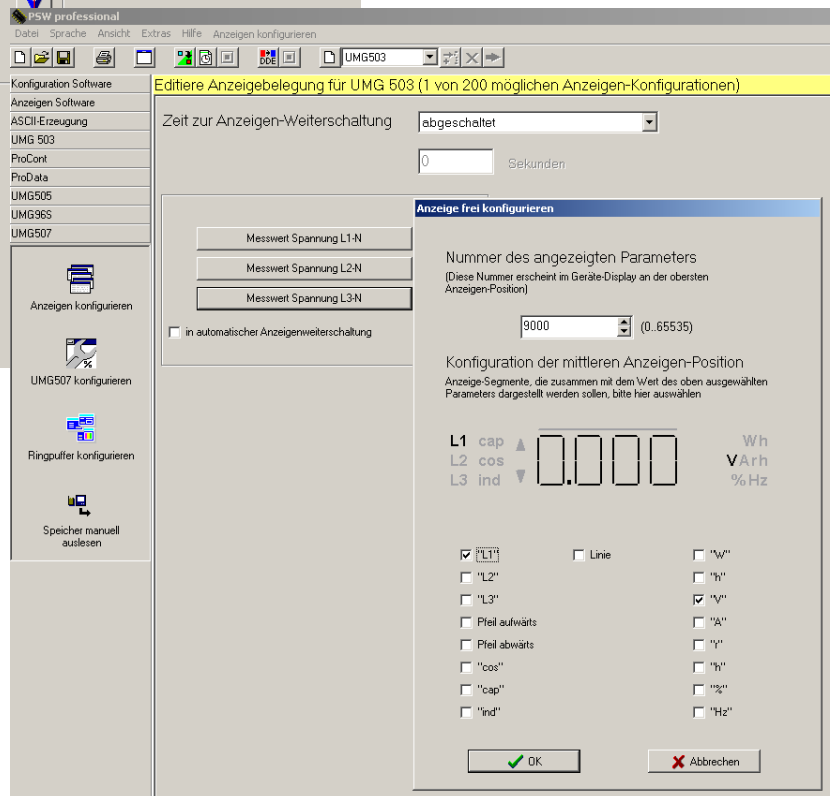 PSW professional
Datei Sprache Ansicht Extras Hilfe Anzeigen konfigurieren
DDE UMG503
Konfiguration Software
Anzeigen Software
ASCII-Erzeugung
UMG 503
ProCont
ProData
UMG505
UMG96S
UMG507
Anzeigen konfigurieren
UMG507 konfigurieren
Ringpuffer konfigurieren
Speicher manuell
auslesen
Editiere Anzeigebelegung für UMG 503 (1 von 200 möglichen Anzeigen-Konfigurationen)
Zeit zur Anzeigen-Weiterschaltung abgeschaltet
0 Sekunden
Messwert Spannung L1-N
Messwert Spannung L2-N
Messwert Spannung L3-N
in automatischer Anzeigenweiterschaltung
Anzeige frei konfigurieren
Nummer des angezeigten Parameters
(Diese Nummer erscheint im Geräte-Display an der obersten
Anzeigen-Position)
9000 (0..65535)
Konfiguration der mittleren Anzeigen-Position
Anzeige-Segmente, die zusammen mit dem Wert des oben ausgewählten
Parameters dargestellt werden sollen, bitte hier auswählen
L1 cap 0.000 Wh
L2 cos VArh
L3 ind %Hz
"L1" Linie "W"
"L2" "h"
"L3" "V"
Pfeil aufwärts "A"
Pfeil abwärts "r"
"cos" "h"
"cap" "%"
"ind" "Hz"
OK Abbrechen